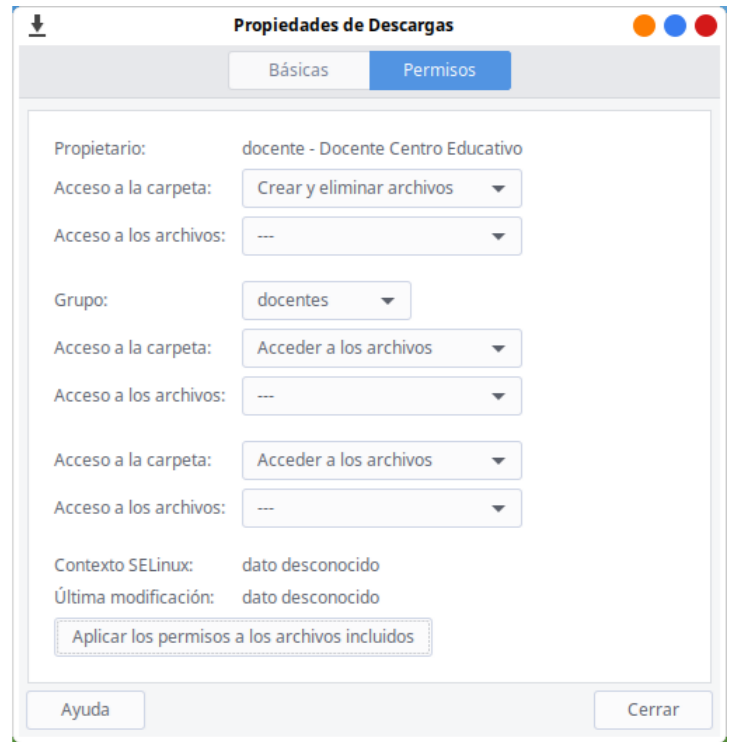 Propiedades de Descargas
Básicas Permisos
Propietario: docente - Docente Centro Educativo
Acceso a la carpeta: Crear y eliminar archivos
Acceso a los archivos: ---
Grupo: docentes
Acceso a la carpeta: Acceder a los archivos
Acceso a los archivos: ---
Acceso a la carpeta: Acceder a los archivos
Acceso a los archivos: ---
Contexto SELinux: dato desconocido
Última modificación: dato desconocido
Aplicar los permisos a los archivos incluidos
Ayuda Cerrar